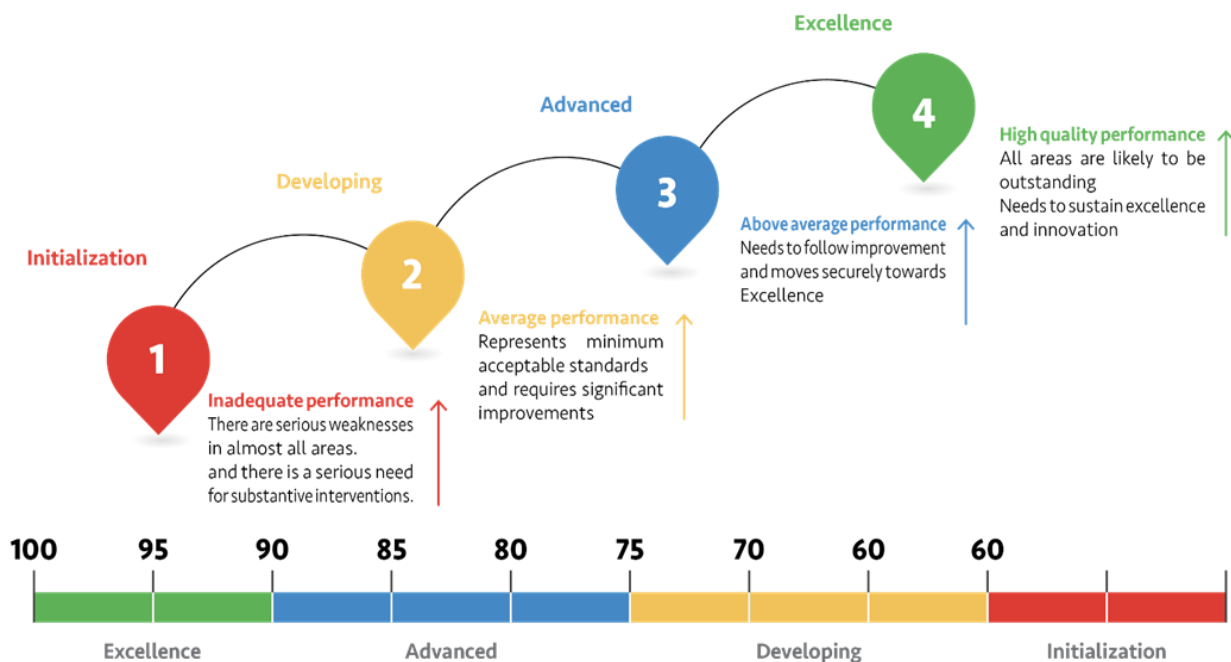 Excellence
4
High quality performance
All areas are likely to be
outstanding
Needs to sustain excellence
and innovation
Advanced
3
Above average performance
Needs to follow improvement
and moves securely towards
Excellence
Developing
2
Average performance
Represents minimum
acceptable standards
and requires significant
improvements
Initialization
1
Inadequate performance
There are serious weaknesses
in almost all areas.
and there is a serious need
for substantive interventions.
100 95 90 85 80 75 70 60 60
Excellence Advanced Developing Initialization